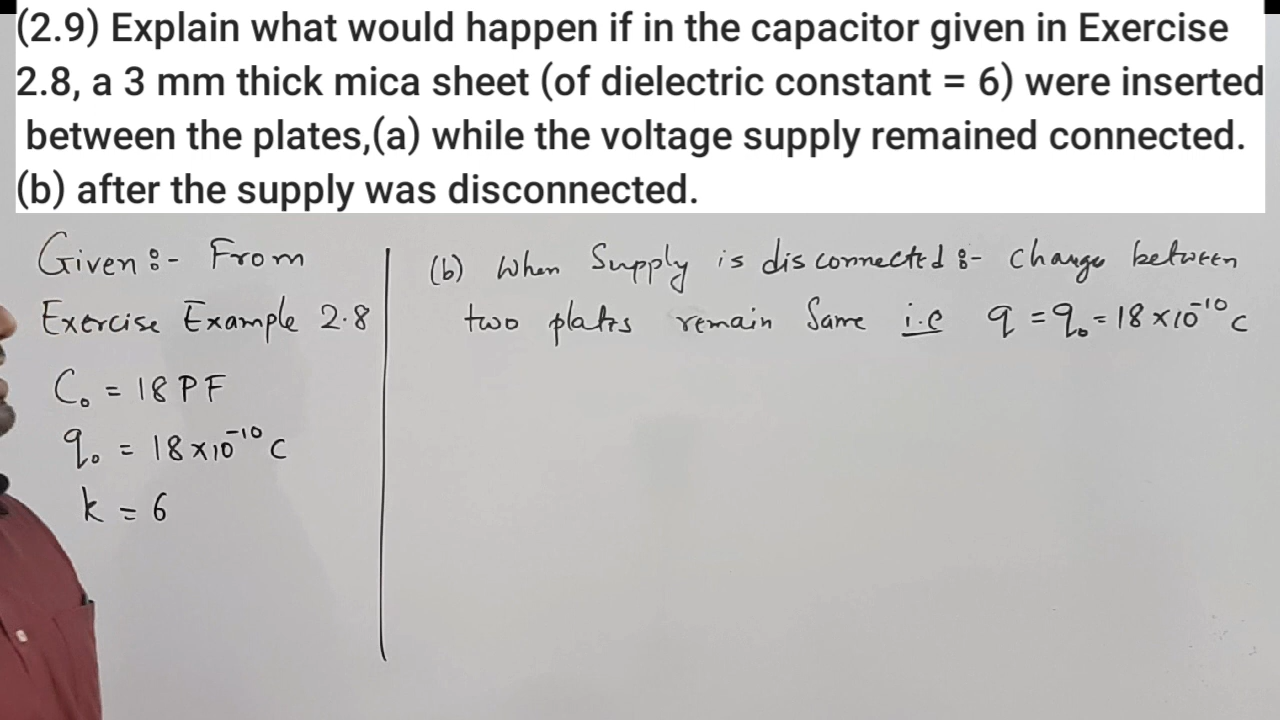 (2.9) Explain what would happen if in the capacitor given in Exercise
2.8, a 3 mm thick mica sheet (of dielectric constant = 6) were inserted
between the plates,(a) while the voltage supply remained connected.
(b) after the supply was disconnected.
Given :- From
Exercise Example 2.8
C₀ = 18 PF
q₀ = 18×10⁻¹⁰ C
k = 6
(b) When Supply is disconnected :- Charge between
two plates remain Same i.e q = q₀ = 18×10⁻¹⁰ C